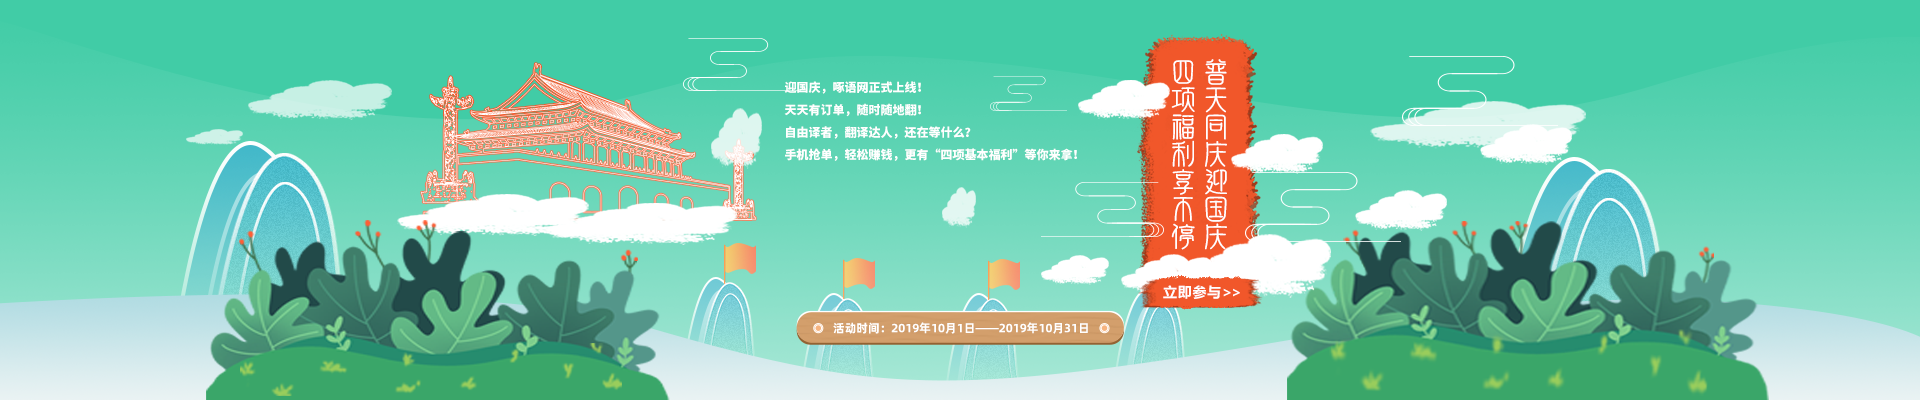 迎国庆，啄语网正式上线！
天天有订单，随时随地翻！
自由译者，翻译达人，还在等什么？
手机抢单，轻松赚钱，更有“四项基本福利”等你来拿！
普天同庆迎国庆
四项福利享不停
立即参与>>
活动时间：2019年10月1日——2019年10月31日